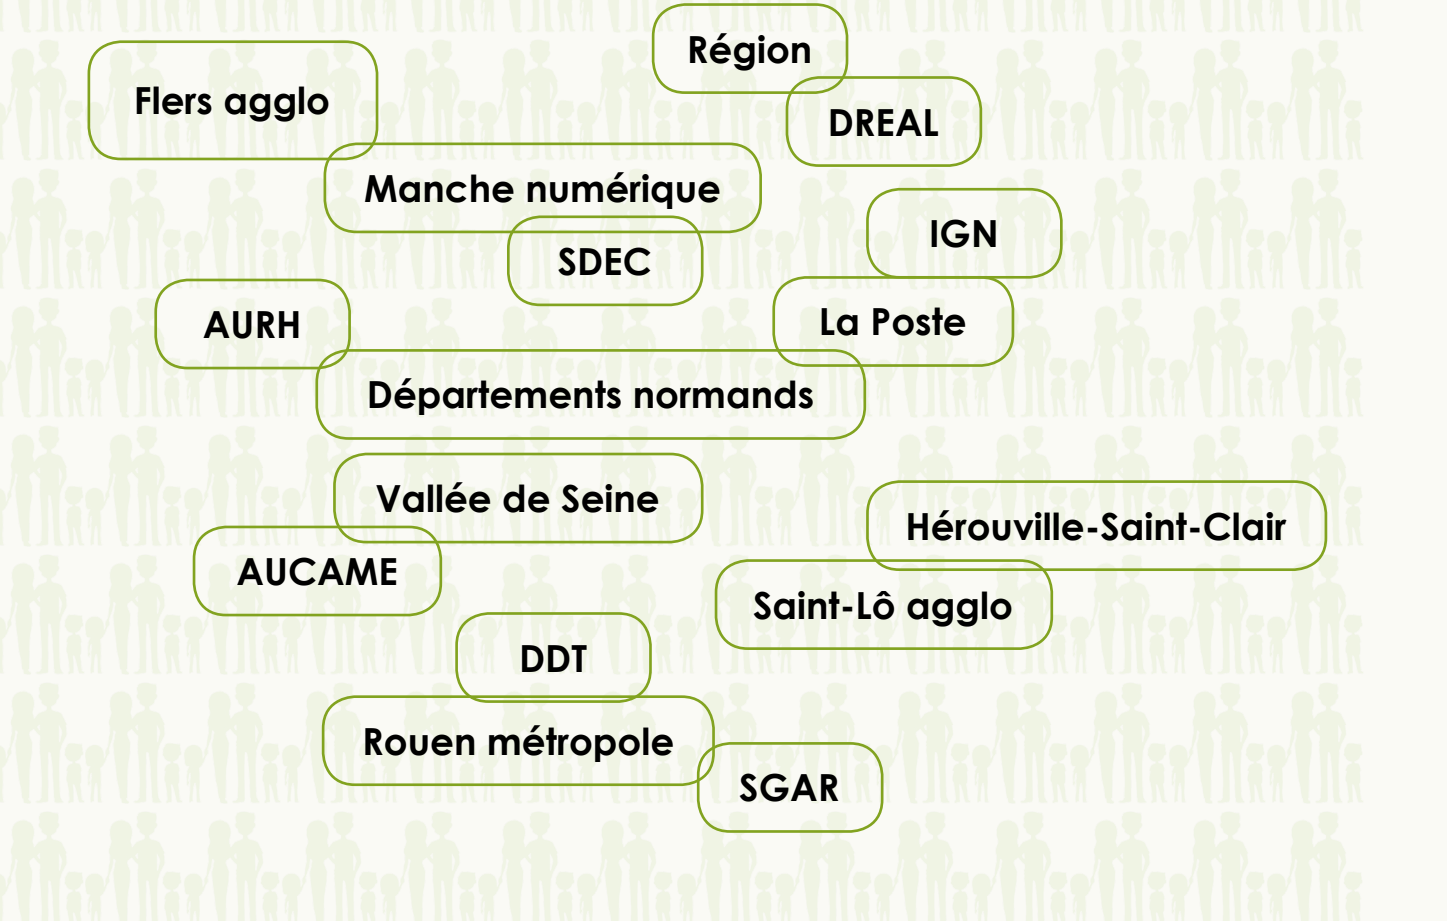 Région
Flers agglo
DREAL
Manche numérique
IGN
SDEC
La Poste
AURH
Départements normands
Vallée de Seine
Hérouville-Saint-Clair
AUCAME
Saint-Lô agglo
DDT
Rouen métropole
SGAR